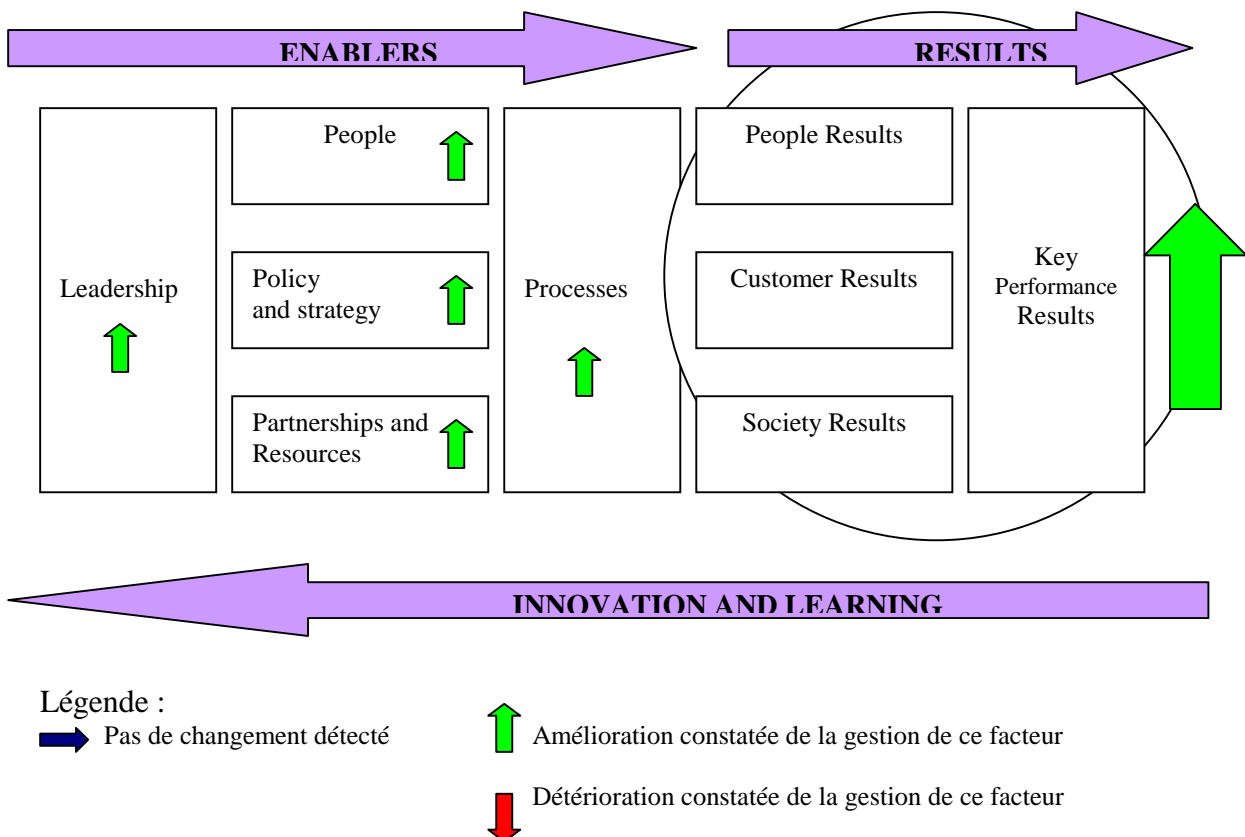 ENABLERS
RESULTS
People
People Results
Leadership
Policy
and strategy
Processes
Customer Results
Key
Performance
Results
Partnerships and
Resources
Society Results
INNOVATION AND LEARNING
Légende :
Pas de changement détecté
Amélioration constatée de la gestion de ce facteur
Détérioration constatée de la gestion de ce facteur